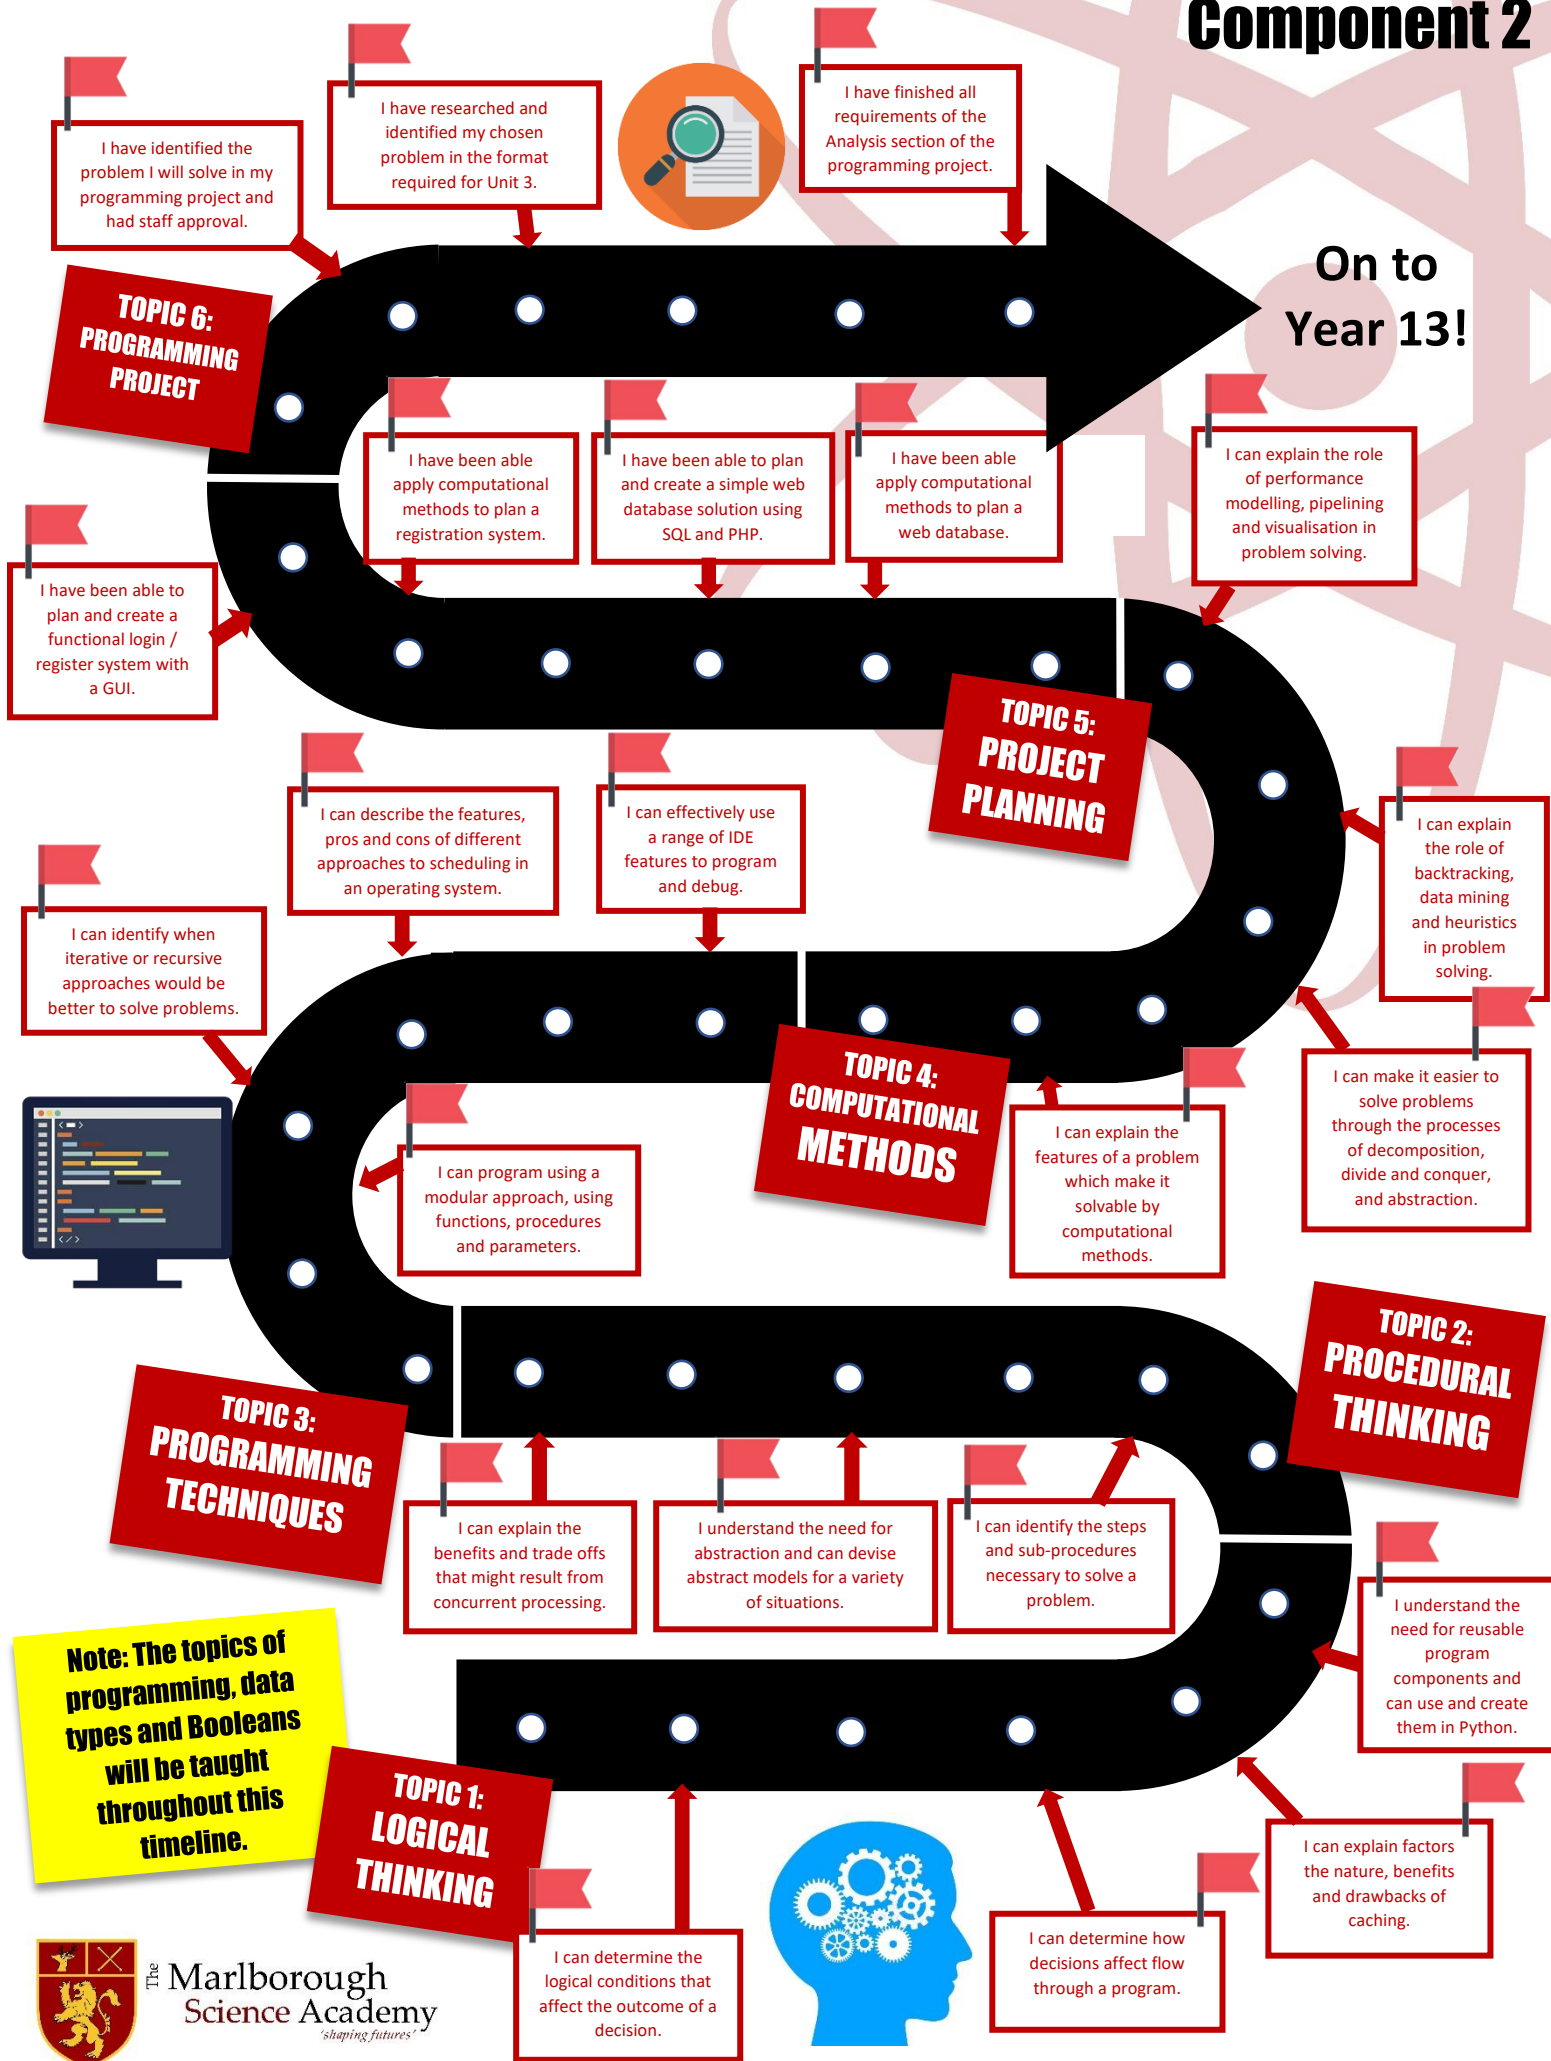 Component 2
I have finished all
requirements of the
Analysis section of the
programming project.
I have researched and
identified my chosen
problem in the format
required for Unit 3.
I have identified the
problem I will solve in my
programming project and
had staff approval.
On to
Year 13!
TOPIC 6:
PROGRAMMING
PROJECT
I have been able
apply computational
methods to plan a
registration system.
I have been able to plan
and create a simple web
database solution using
SQL and PHP.
I have been able
apply computational
methods to plan a
web database.
I can explain the role
of performance
modelling, pipelining
and visualisation in
problem solving.
I have been able to
plan and create a
functional login /
register system with
a GUI.
TOPIC 5:
PROJECT
PLANNING
I can describe the features,
pros and cons of different
approaches to scheduling in
an operating system.
I can effectively use
a range of IDE
features to program
and debug.
I can explain
the role of
backtracking,
data mining
and heuristics
in problem
solving.
I can identify when
iterative or recursive
approaches would be
better to solve problems.
TOPIC 4:
COMPUTATIONAL
METHODS
I can make it easier to
solve problems
through the processes
of decomposition,
divide and conquer,
and abstraction.
I can explain the
features of a problem
which make it
solvable by
computational
methods.
I can program using a
modular approach, using
functions, procedures
and parameters.
TOPIC 2:
PROCEDURAL
THINKING
TOPIC 3:
PROGRAMMING
TECHNIQUES
I can explain the
benefits and trade offs
that might result from
concurrent processing.
I understand the need for
abstraction and can devise
abstract models for a variety
of situations.
I can identify the steps
and sub-procedures
necessary to solve a
problem.
I understand the
need for reusable
program
components and
can use and create
them in Python.
Note: The topics of
programming, data
types and Booleans
will be taught
throughout this
timeline.
TOPIC 1:
LOGICAL
THINKING
I can explain factors
the nature, benefits
and drawbacks of
caching.
I can determine the
logical conditions that
affect the outcome of a
decision.
I can determine how
decisions affect flow
through a program.
The Marlborough
Science Academy
'shaping futures'